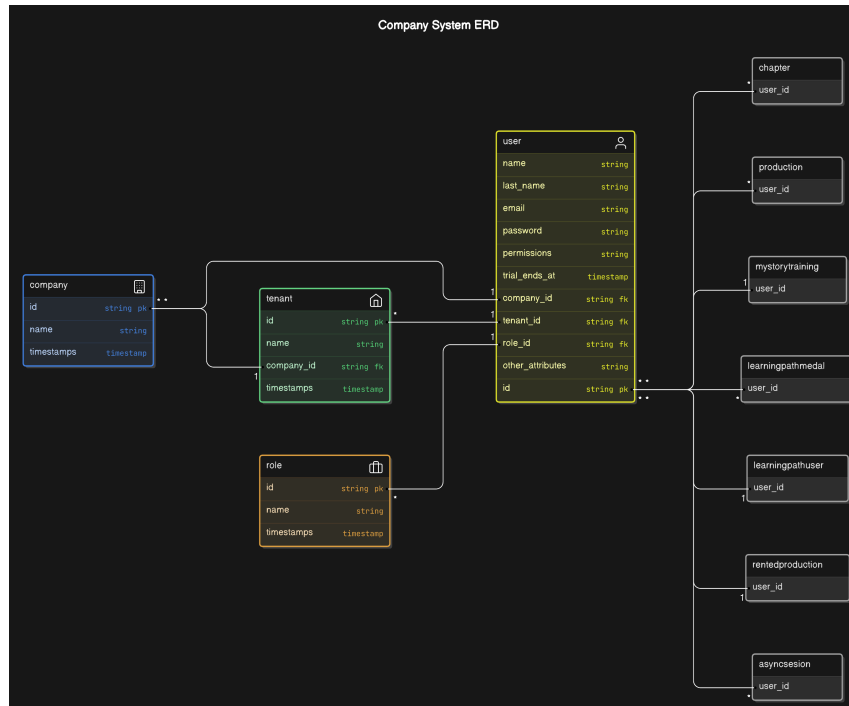 Company System ERD
chapter
user_id
*
user
name string
last_name string
email string
password string
permissions string
trial_ends_at timestamp
company_id string fk
tenant_id string fk
role_id string fk
other_attributes string
id string pk
1
1
1
* *
* *
production
user_id
*
company
id string pk
name string
timestamps timestamp
* *
tenant
id string pk
name string
company_id string fk
timestamps timestamp
*
1
mystorytraining
user_id
1
learningpathmedal
user_id
*
role
id string pk
name string
timestamps timestamp
*
learningpathuser
user_id
1
rentedproduction
user_id
1
asyncsesion
user_id
*